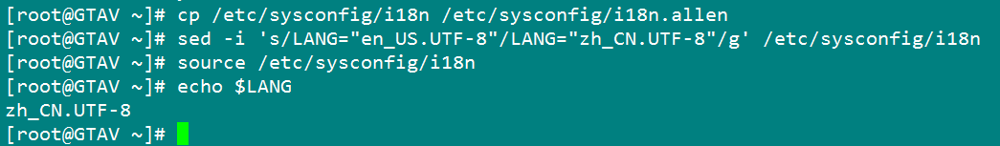 [root@GTAV ~]# cp /etc/sysconfig/i18n /etc/sysconfig/i18n.allen
[root@GTAV ~]# sed -i 's/LANG="en_US.UTF-8"/LANG="zh_CN.UTF-8"/g' /etc/sysconfig/i18n
[root@GTAV ~]# source /etc/sysconfig/i18n
[root@GTAV ~]# echo $LANG
zh_CN.UTF-8
[root@GTAV ~]#